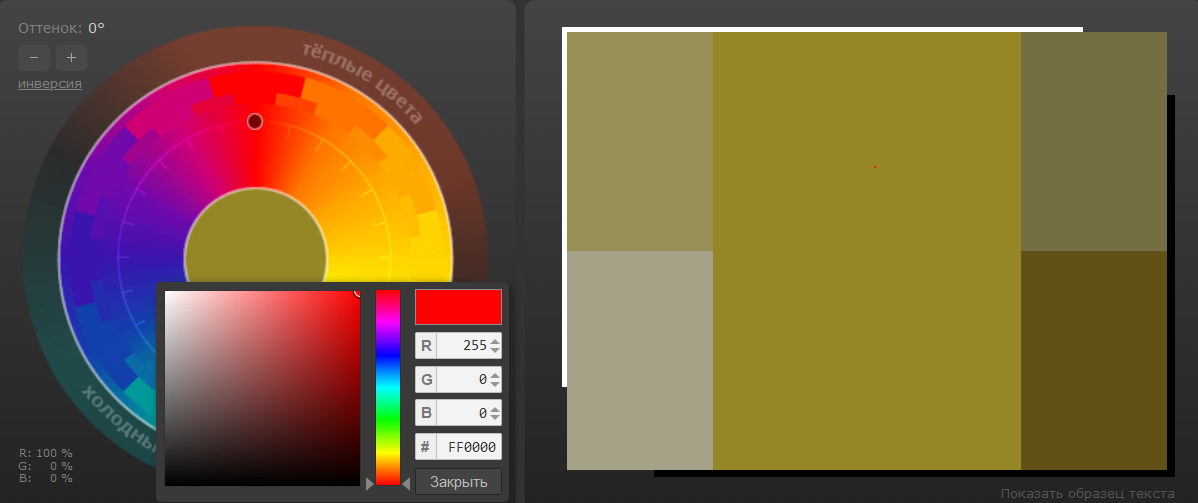 Оттенок: 0°
− +
инверсия
тёплые цвета
холодны
R 255
G 0
B 0
# FF0000
Закрыть
R: 100 %
G: 0 %
B: 0 %
Показать образец текста